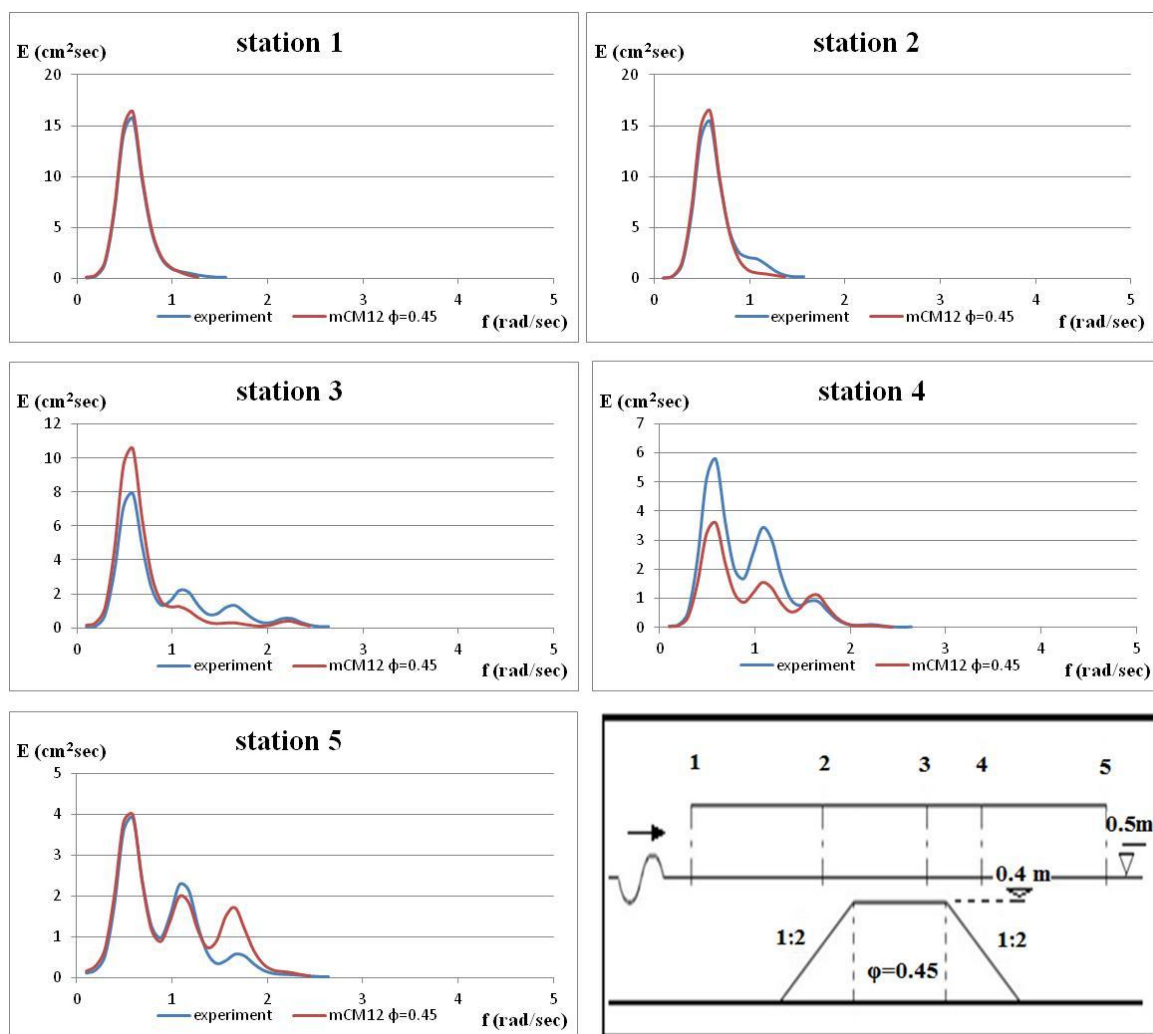 station 1
E (cm²sec)
20
15
10
5
0
0 1 2 3 4 5
experiment mCM12 ϕ=0.45 f (rad/sec)
station 2
E (cm²sec)
20
15
10
5
0
0 1 2 3 4 5
experiment mCM12 ϕ=0.45 f (rad/sec)
station 3
E (cm²sec)
12
10
8
6
4
2
0
0 1 2 3 4 5
experiment mCM12 ϕ=0.45 f (rad/sec)
station 4
E (cm²sec)
7
6
5
4
3
2
1
0
0 1 2 3 4 5
experiment mCM12 ϕ=0.45 f (rad/sec)
station 5
E (cm²sec)
5
4
3
2
1
0
0 1 2 3 4 5
experiment mCM12 ϕ=0.45 f (rad/sec)
1 2 3 4 5
0.5m
0.4 m
1:2 1:2
φ=0.45